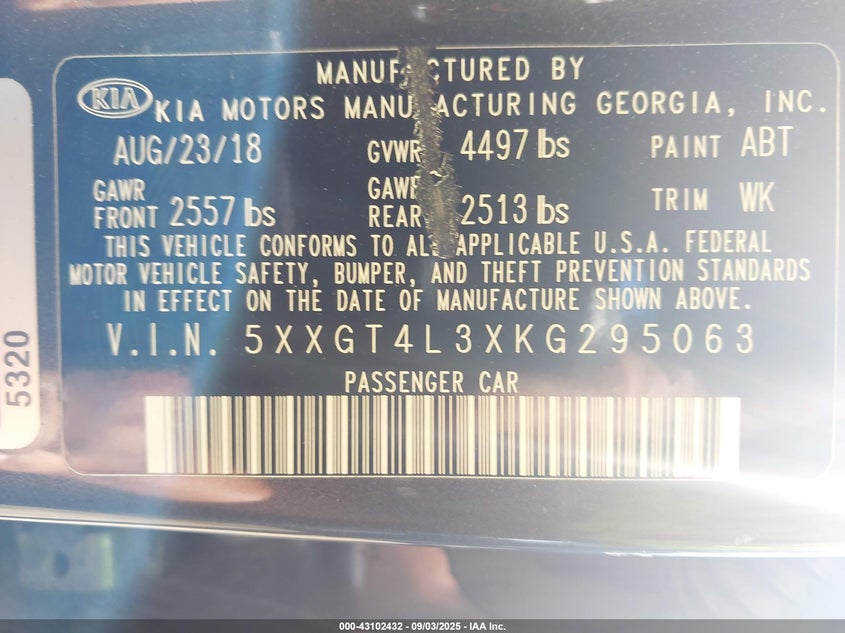 MANUFACTURED BY
KIA KIA MOTORS MANUFACTURING GEORGIA, INC.
AUG/23/18 GVWR 4497 lbs PAINT ABT
GAWR FRONT 2557 lbs GAWR REAR 2513 lbs TRIM WK
THIS VEHICLE CONFORMS TO ALL APPLICABLE U.S.A. FEDERAL
MOTOR VEHICLE SAFETY, BUMPER, AND THEFT PREVENTION STANDARDS
IN EFFECT ON THE DATE OF MANUFACTURE SHOWN ABOVE.
V.I.N. 5XXGT4L3XKG295063
PASSENGER CAR
5320
000-43102432 - 09/03/2025 - IAA Inc.